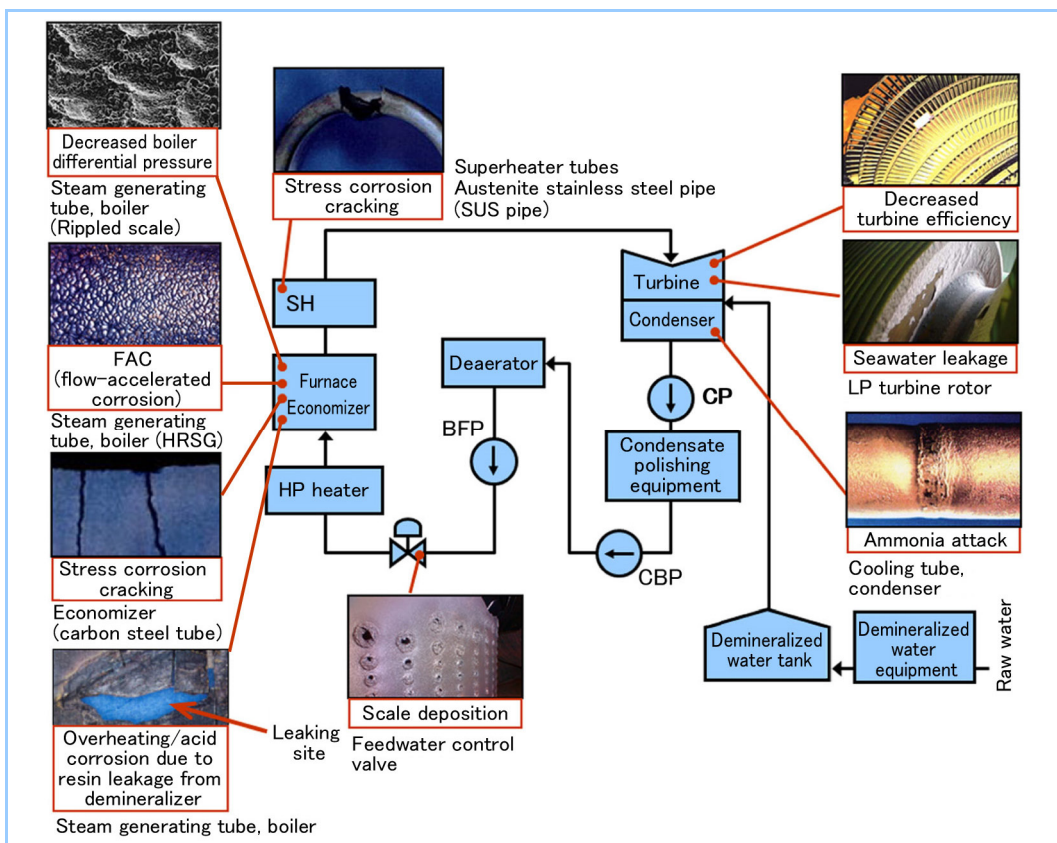 Decreased boiler
differential pressure
Steam generating
tube, boiler
(Rippled scale)
FAC
(flow-accelerated
corrosion)
Steam generating
tube, boiler (HRSG)
Stress corrosion
cracking
Economizer
(carbon steel tube)
Overheating/acid
corrosion due to
resin leakage from
demineralizer
Steam generating tube, boiler
Leaking
site
Stress corrosion
cracking
Superheater tubes
Austenite stainless steel pipe
(SUS pipe)
SH
Furnace
Economizer
HP heater
Deaerator
BFP
Scale deposition
Feedwater control
valve
Turbine
Condenser
CP
Condensate
polishing
equipment
CBP
Demineralized
water tank
Demineralized
water
equipment
Raw water
Decreased
turbine efficiency
Seawater leakage
LP turbine rotor
Ammonia attack
Cooling tube,
condenser